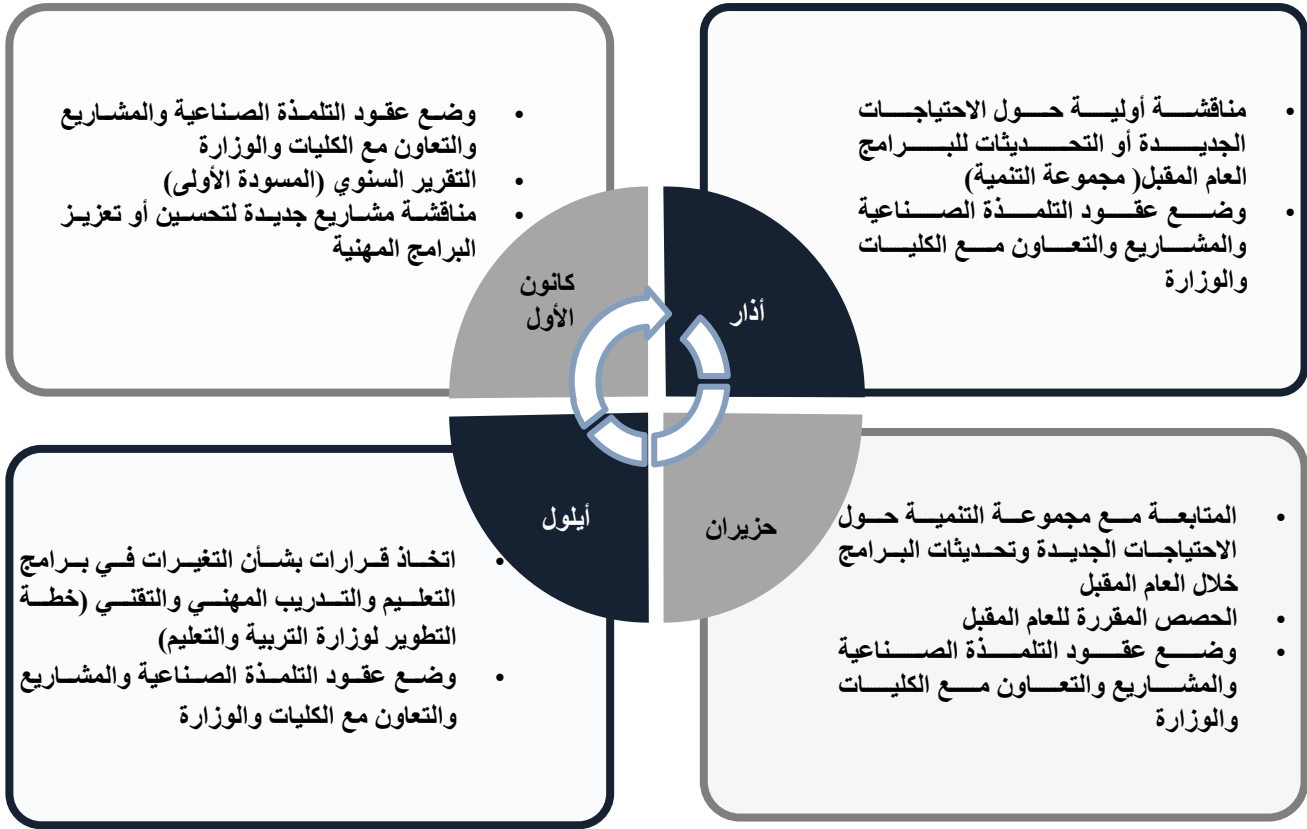 • مناقشة أولية حول الاحتياجات
الجديدة أو التحديثات للبرامج
العام المقبل( مجموعة التنمية)
• وضع عقود التلمذة الصناعية
والمشاريع والتعاون مع الكليات
والوزارة
أذار
• وضع عقود التلمذة الصناعية والمشاريع
والتعاون مع الكليات والوزارة
• التقرير السنوي (المسودة الأولى)
• مناقشة مشاريع جديدة لتحسين أو تعزيز
البرامج المهنية
كانون
الأول
• المتابعة مع مجموعة التنمية حول
الاحتياجات الجديدة وتحديثات البرامج
خلال العام المقبل
• الحصص المقررة للعام المقبل
• وضع عقود التلمذة الصناعية
والمشاريع والتعاون مع الكليات
والوزارة
حزيران
أيلول
• اتخاذ قرارات بشأن التغيرات في برامج
التعليم والتدريب المهني والتقني (خطة
التطوير لوزارة التربية والتعليم)
• وضع عقود التلمذة الصناعية والمشاريع
والتعاون مع الكليات والوزارة